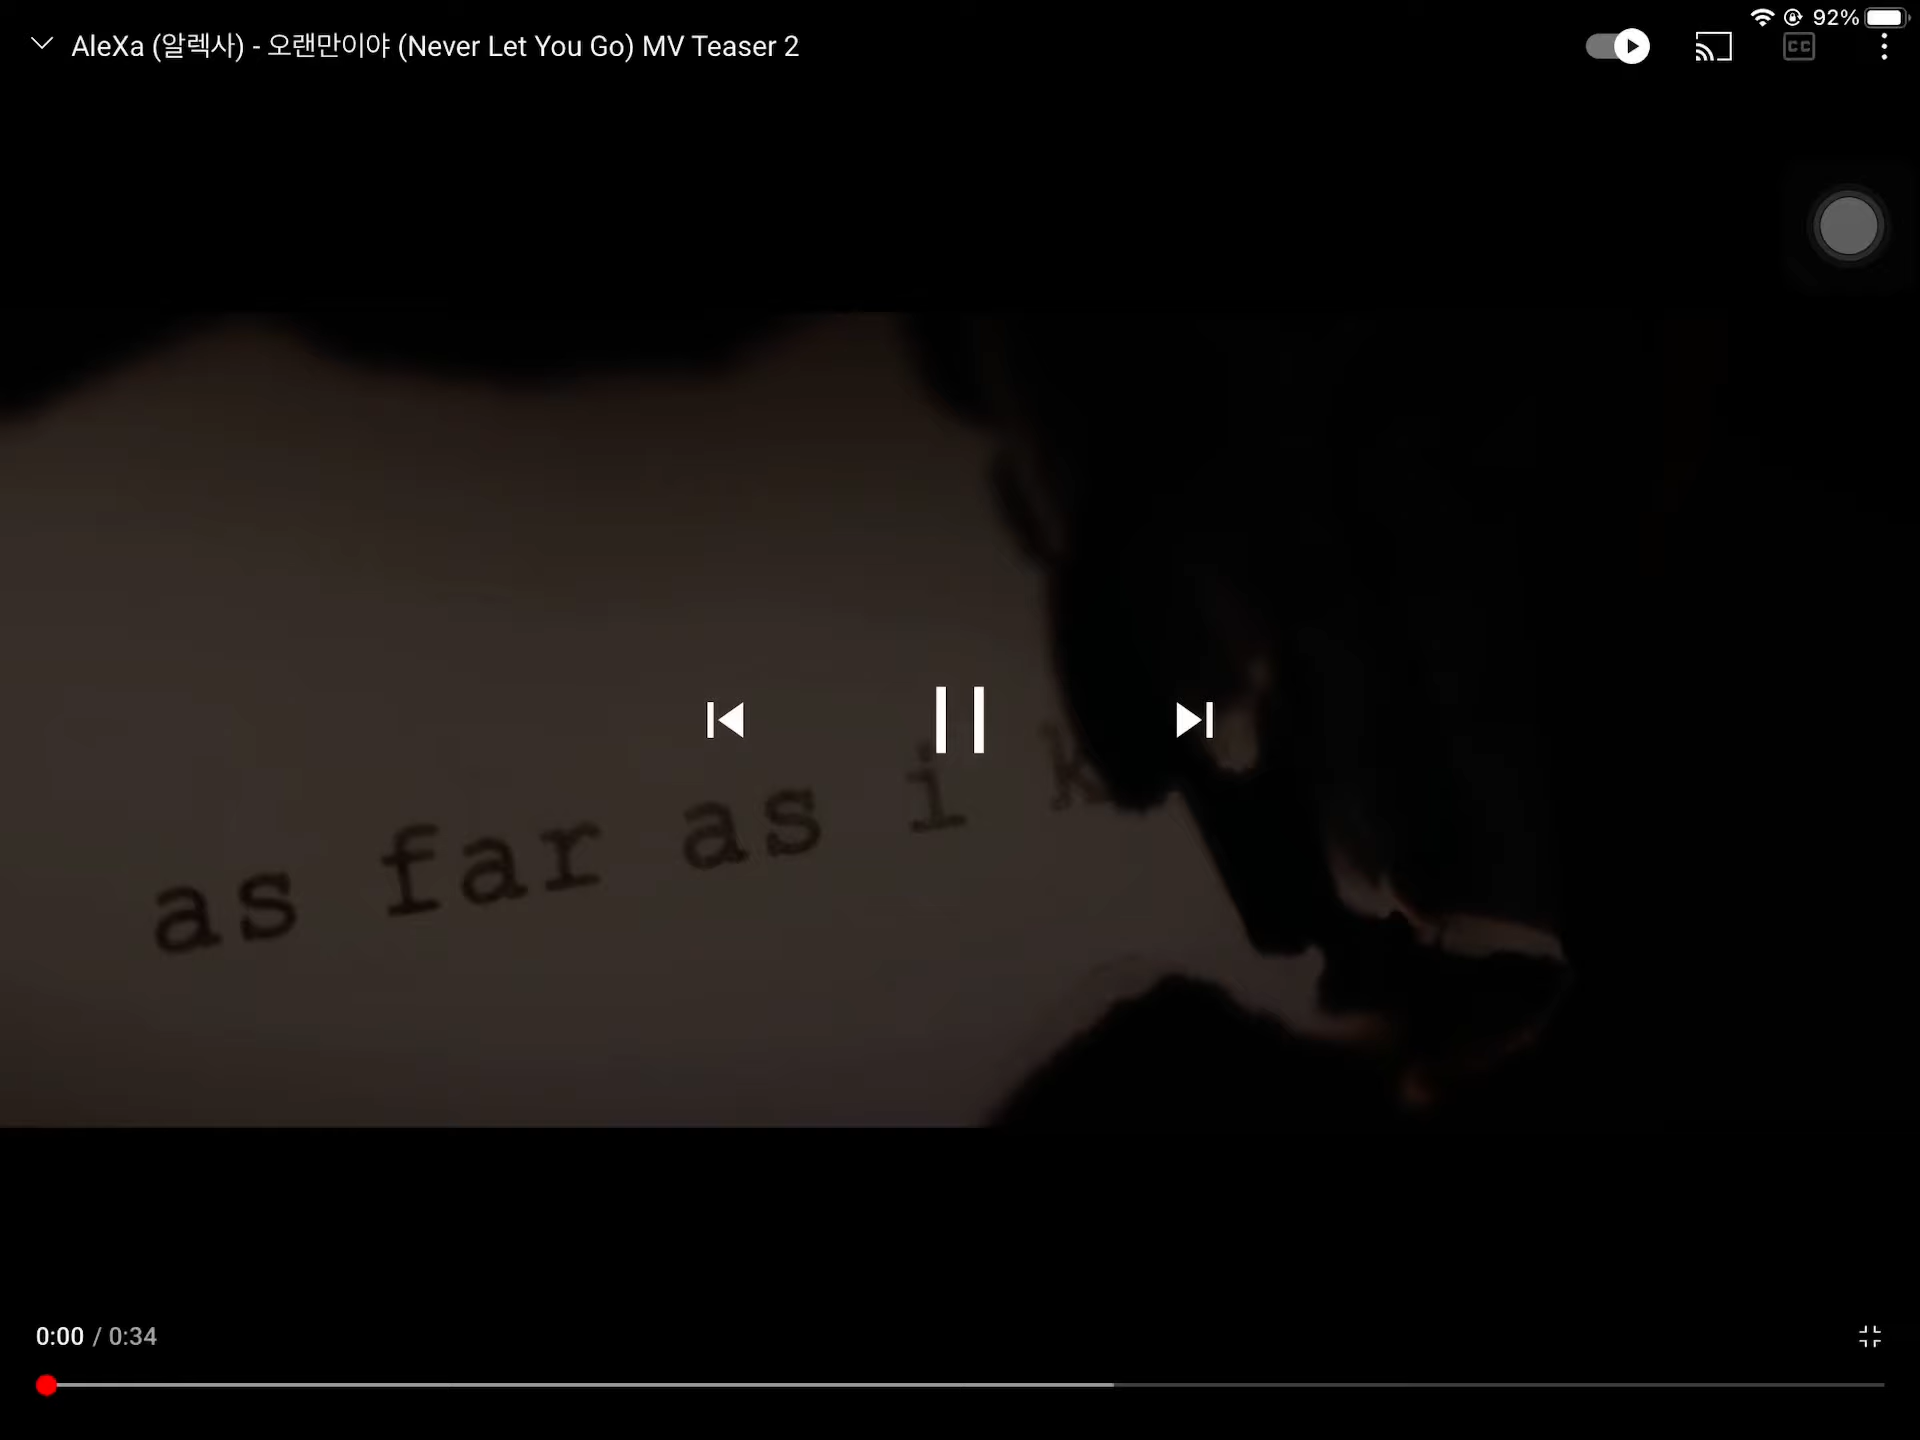 92%
AleXa (알렉사) - 오랜만이야 (Never Let You Go) MV Teaser 2
CC
as far as i k
0:00 / 0:34